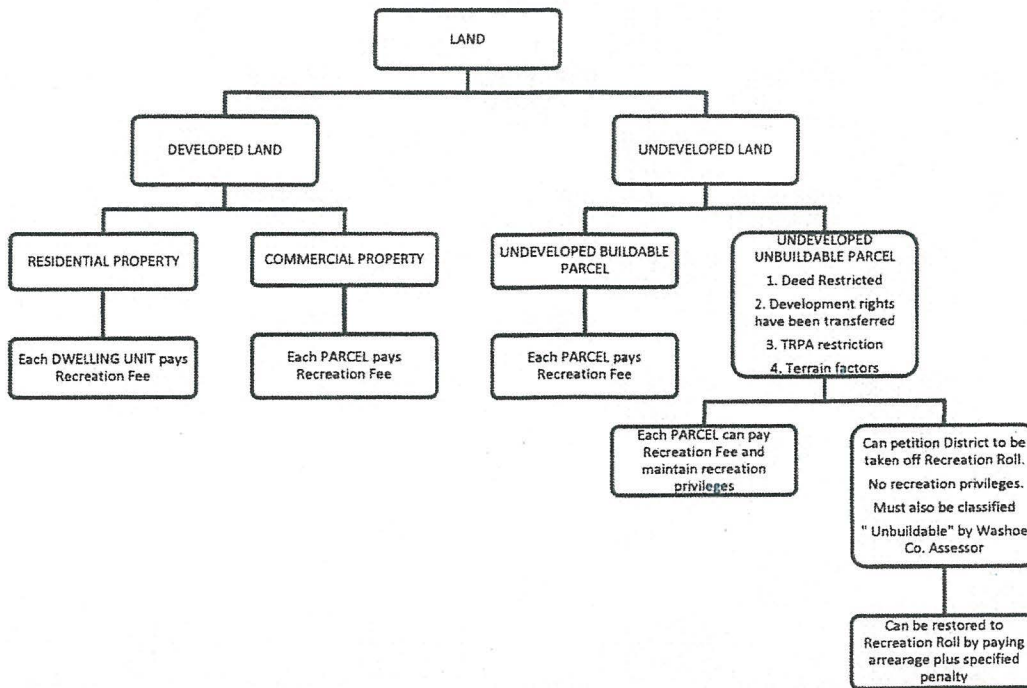 LAND
DEVELOPED LAND
UNDEVELOPED LAND
RESIDENTIAL PROPERTY
COMMERCIAL PROPERTY
UNDEVELOPED BUILDABLE
PARCEL
UNDEVELOPED
UNBUILDABLE PARCEL
1. Deed Restricted
2. Development rights
have been transferred
3. TRPA restriction
4. Terrain factors
Each DWELLING UNIT pays
Recreation Fee
Each PARCEL pays
Recreation Fee
Each PARCEL pays
Recreation Fee
Each PARCEL can pay
Recreation Fee and
maintain recreation
privileges
Can petition District to be
taken off Recreation Roll.
No recreation privileges.
Must also be classified
" Unbuildable" by Washoe
Co. Assessor
Can be restored to
Recreation Roll by paying
arrearage plus specified
penalty